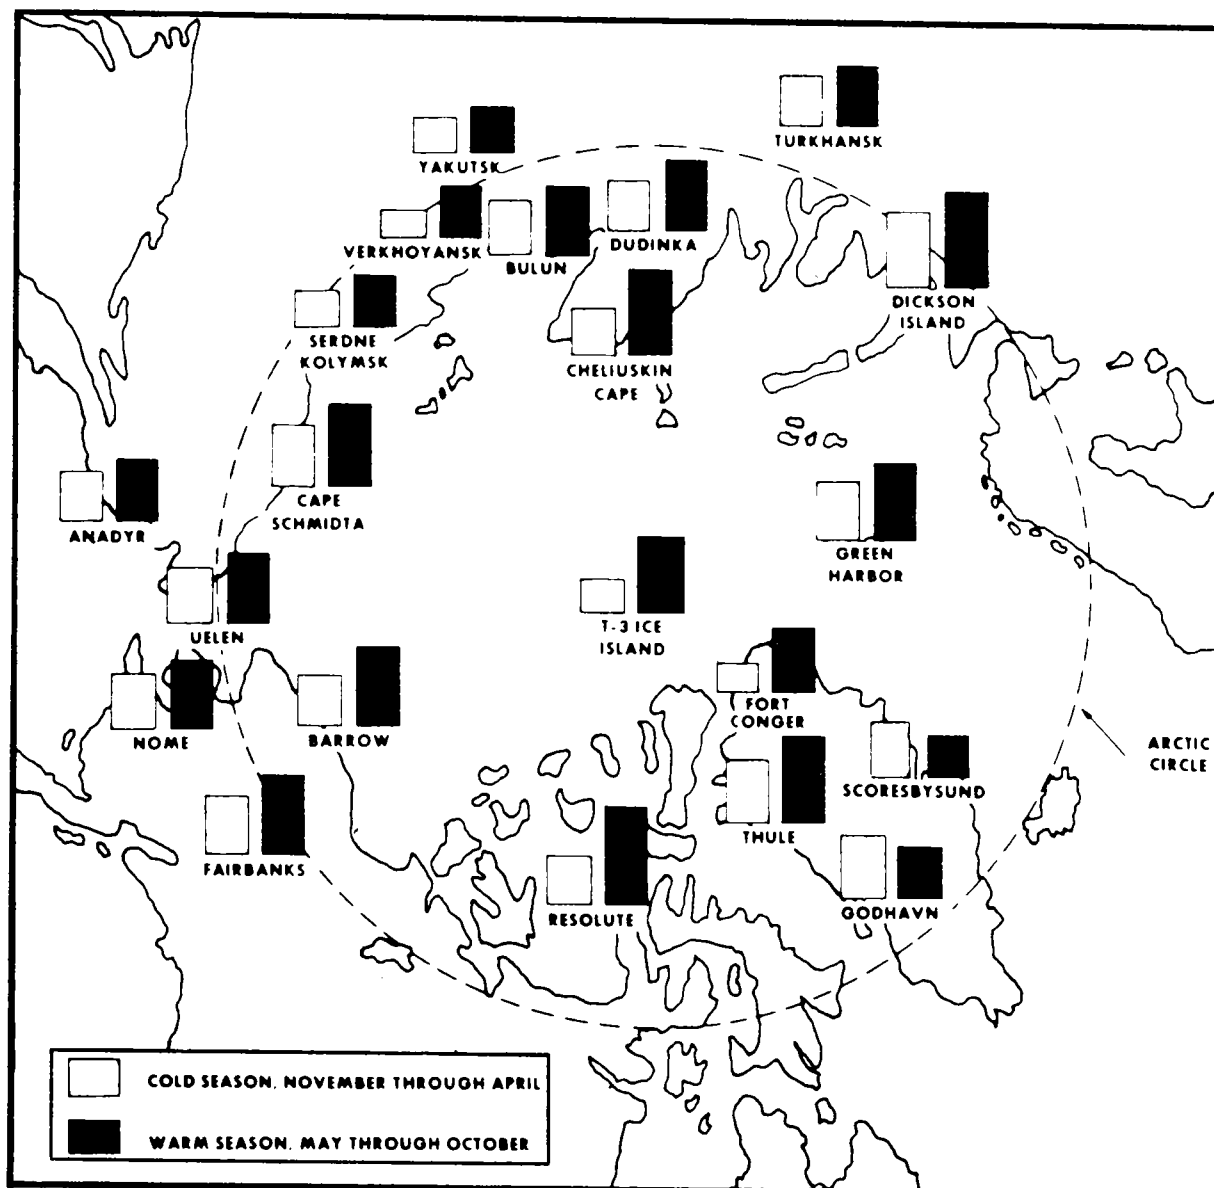 TURKHANSK
YAKUTSK
VERKHOYANSK
BULUN
DUDINKA
DICKSON
ISLAND
SERDNE
KOLYMSK
CHELIUSKIN
CAPE
CAPE
SCHMIDTA
ANADYR
GREEN
HARBOR
UELEN
T-3 ICE
ISLAND
NOME
BARROW
FORT
CONGER
ARCTIC
CIRCLE
SCORESBYSUND
THULE
FAIRBANKS
RESOLUTE
GODHAVN
COLD SEASON, NOVEMBER THROUGH APRIL
WARM SEASON, MAY THROUGH OCTOBER